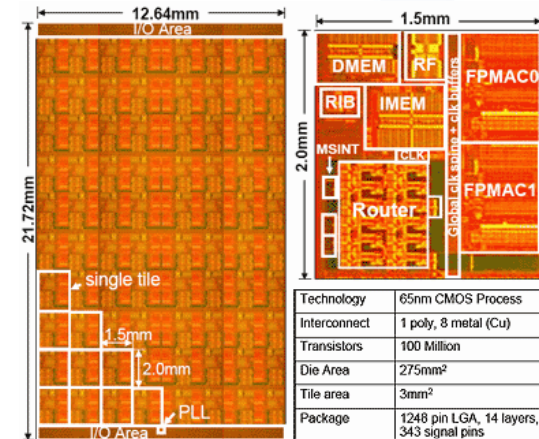 12.64mm
I/O Area
21.72mm
single tile
1.5mm
2.0mm
PLL
I/O Area
1.5mm
2.0mm
DMEM
RF
RIB
IMEM
MSINT
CLK
Router
Global clk spine + clk buffers
FPMAC0
FPMAC1
Technology 65nm CMOS Process
Interconnect 1 poly, 8 metal (Cu)
Transistors 100 Million
Die Area 275mm²
Tile area 3mm²
Package 1248 pin LGA, 14 layers,
343 signal pins